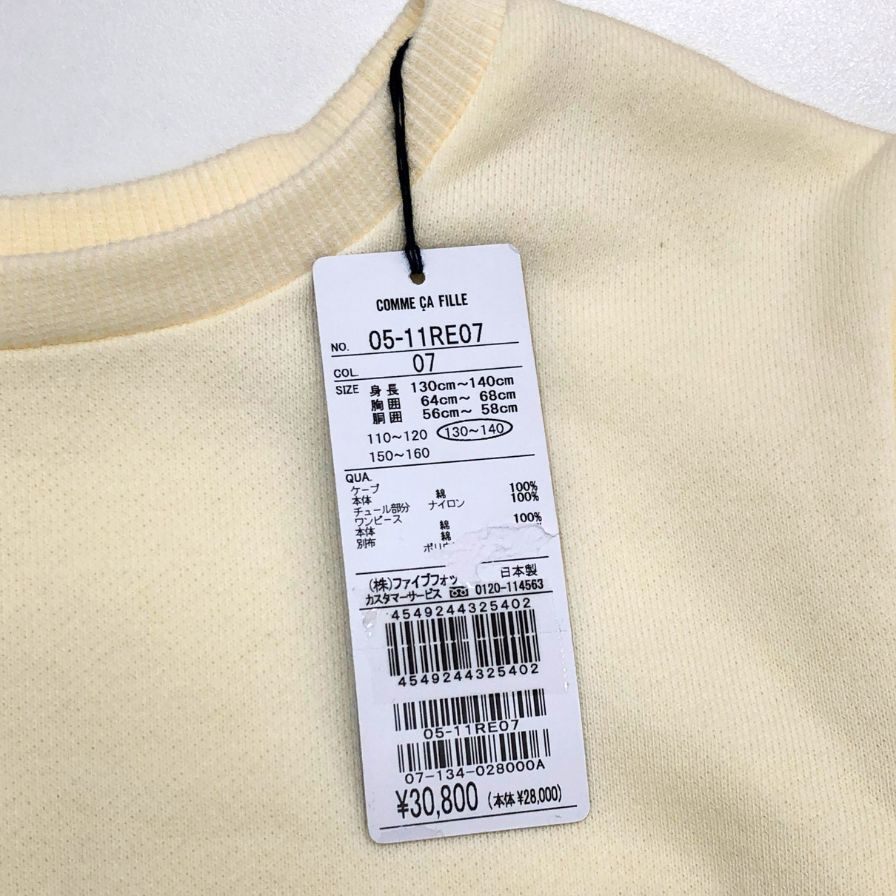 COMME ÇA FILLE
NO. 05-11RE07
COL. 07
SIZE 身長 130cm〜140cm
胸囲 64cm〜 68cm
胴囲 56cm〜 58cm
110〜120 130〜140
150〜160
QUA.
ケープ
本体 綿 100%
チュール部分 ナイロン 100%
ワンピース
本体 綿 100%
別布 綿
ポリウ
(株)ファイブフォッ 日本製
カスタマーサービス 0120-114563
4549244325402
4549244325402
05-11RE07
07-134-028000A
¥30,800 (本体 ¥28,000)